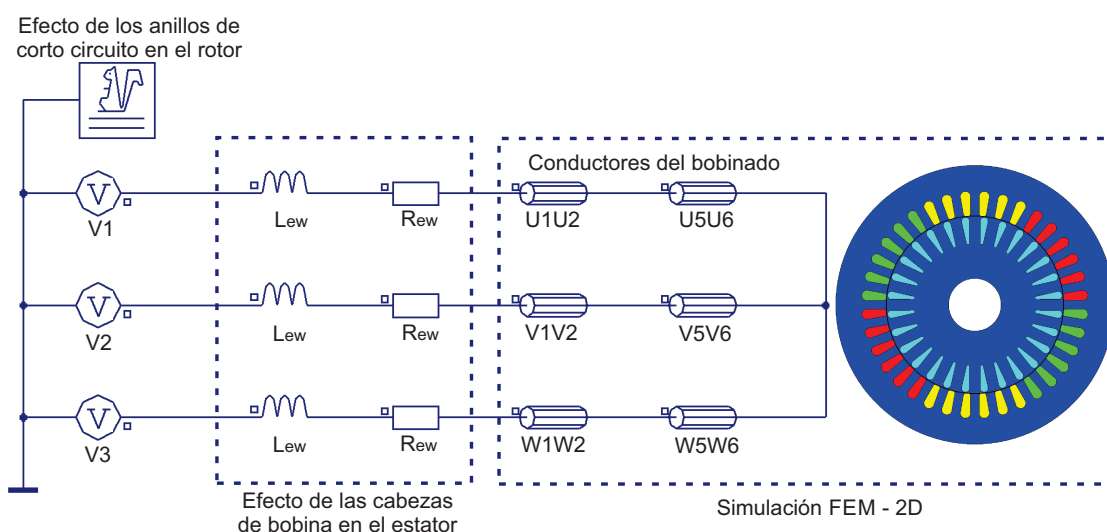 Efecto de los anillos de
corto circuito en el rotor
Conductores del bobinado
V
V1
Lew
Rew
U1U2
U5U6
V
V2
Lew
Rew
V1V2
V5V6
V
V3
Lew
Rew
W1W2
W5W6
Efecto de las cabezas
de bobina en el estator
Simulación FEM - 2D